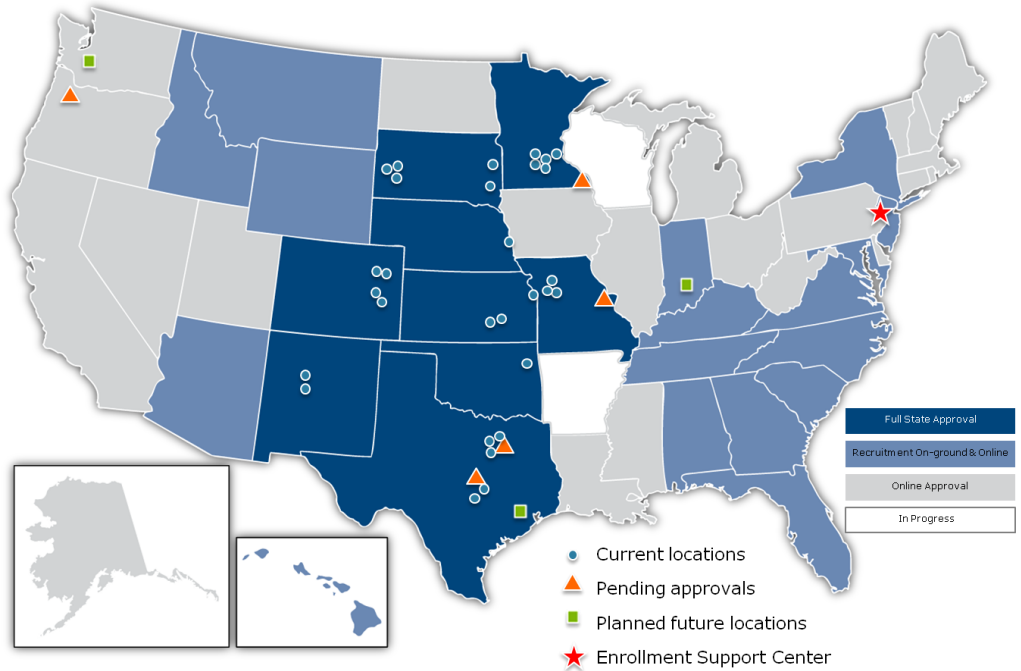 Full State Approval
Recruitment On-ground & Online
Online Approval
In Progress
Current locations
Pending approvals
Planned future locations
Enrollment Support Center